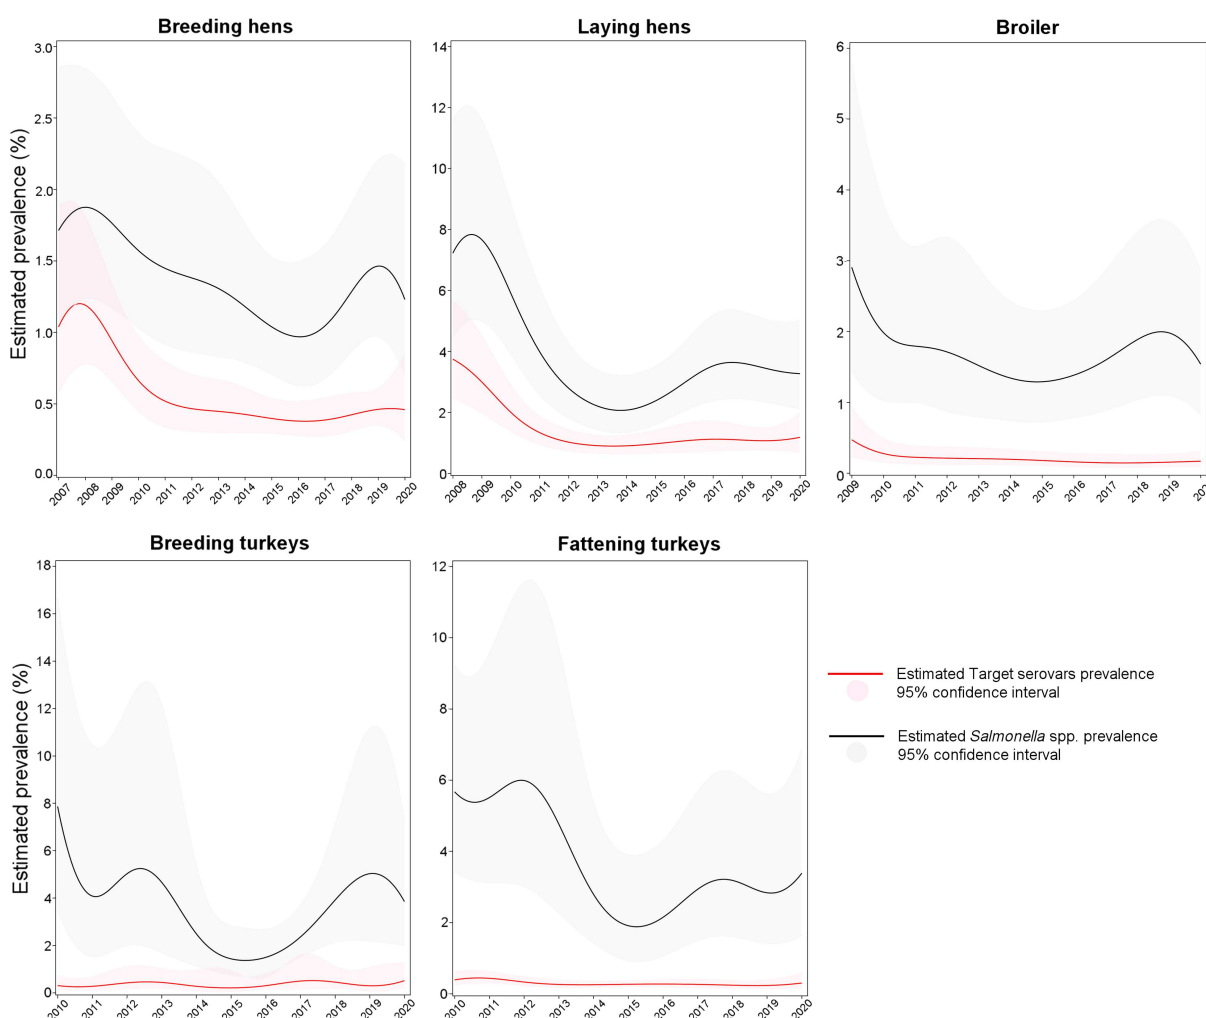 Breeding hens
Laying hens
Broiler
Estimated prevalence (%)
3.0
2.5
2.0
1.5
1.0
0.5
0.0
2007 2008 2009 2010 2011 2012 2013 2014 2015 2016 2017 2018 2019 2020
14
12
10
8
6
4
2
0
2008 2009 2010 2011 2012 2013 2014 2015 2016 2017 2018 2019 2020
6
5
4
3
2
1
0
2009 2010 2011 2012 2013 2014 2015 2016 2017 2018 2019
Breeding turkeys
Fattening turkeys
Estimated prevalence (%)
18
16
14
12
10
8
6
4
2
0
2010 2011 2012 2013 2014 2015 2016 2017 2018 2019 2020
12
10
8
6
4
2
0
2010 2011 2012 2013 2014 2015 2016 2017 2018 2019 2020
Estimated Target serovars prevalence
95% confidence interval
Estimated Salmonella spp. prevalence
95% confidence interval